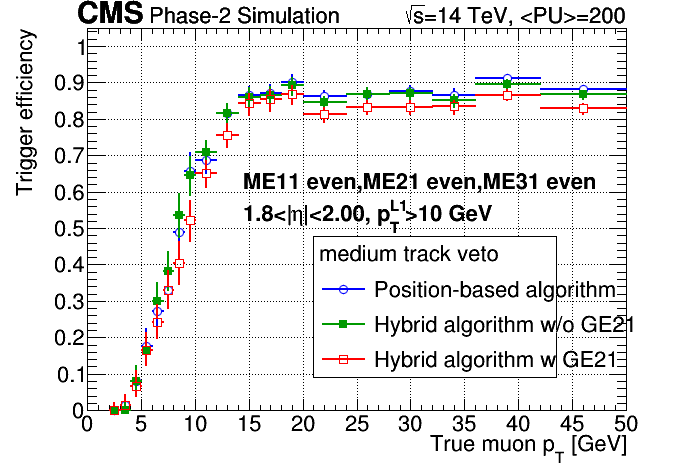 CMS Phase-2 Simulation √s=14 TeV, <PU>=200
Trigger efficiency
1
0.9
0.8
0.7
0.6
0.5
0.4
0.3
0.2
0.1
0
ME11 even,ME21 even,ME31 even
1.8<|η|<2.00, p_T^L1>10 GeV
medium track veto
Position-based algorithm
Hybrid algorithm w/o GE21
Hybrid algorithm w GE21
0 5 10 15 20 25 30 35 40 45 50
True muon p_T [GeV]